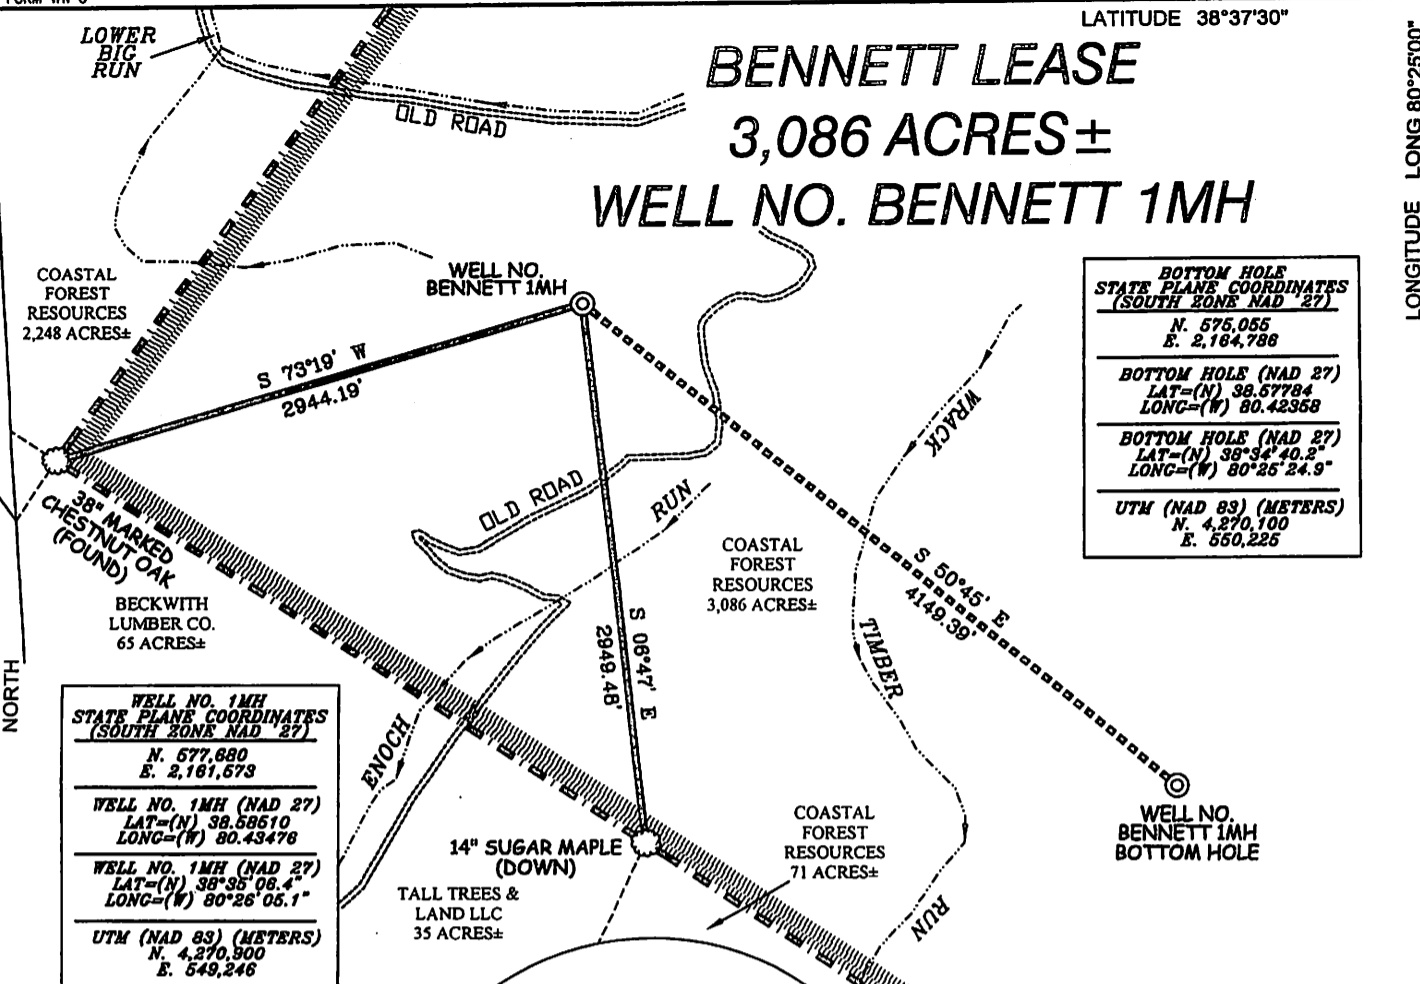 LATITUDE 38°37'30"
LONGITUDE LONG 80°25'00"
LOWER
BIG
RUN
OLD ROAD
BENNETT LEASE
3,086 ACRES±
WELL NO. BENNETT 1MH
COASTAL
FOREST
RESOURCES
2,248 ACRES±
WELL NO.
BENNETT 1MH
S 73°19' W
2944.19'
BOTTOM HOLE
STATE PLANE COORDINATES
(SOUTH ZONE NAD '27)
N. 575,055
E. 2,164,786
BOTTOM HOLE (NAD 27)
LAT=(N) 38.57784
LONG=(W) 80.42358
BOTTOM HOLE (NAD 27)
LAT=(N) 38°34'40.2"
LONG=(W) 80°25'24.9"
UTM (NAD 83) (METERS)
N. 4,270,100
E. 550,225
WRACK
38" MARKED
CHESTNUT OAK
(FOUND)
OLD ROAD
RUN
COASTAL
FOREST
RESOURCES
3,086 ACRES±
S 50°45' E
4149.39'
BECKWITH
LUMBER CO.
65 ACRES±
S 06°47' E
2949.48'
TIMBER
NORTH
ENOCH
WELL NO. 1MH
STATE PLANE COORDINATES
(SOUTH ZONE NAD '27)
N. 577,680
E. 2,161,573
WELL NO. 1MH (NAD 27)
LAT=(N) 38.58510
LONG=(W) 80.43476
WELL NO. 1MH (NAD 27)
LAT=(N) 38°35'06.4"
LONG=(W) 80°26'05.1"
UTM (NAD 83) (METERS)
N. 4,270,900
E. 549,246
14" SUGAR MAPLE
(DOWN)
TALL TREES &
LAND LLC
35 ACRES±
COASTAL
FOREST
RESOURCES
71 ACRES±
RUN
WELL NO.
BENNETT 1MH
BOTTOM HOLE